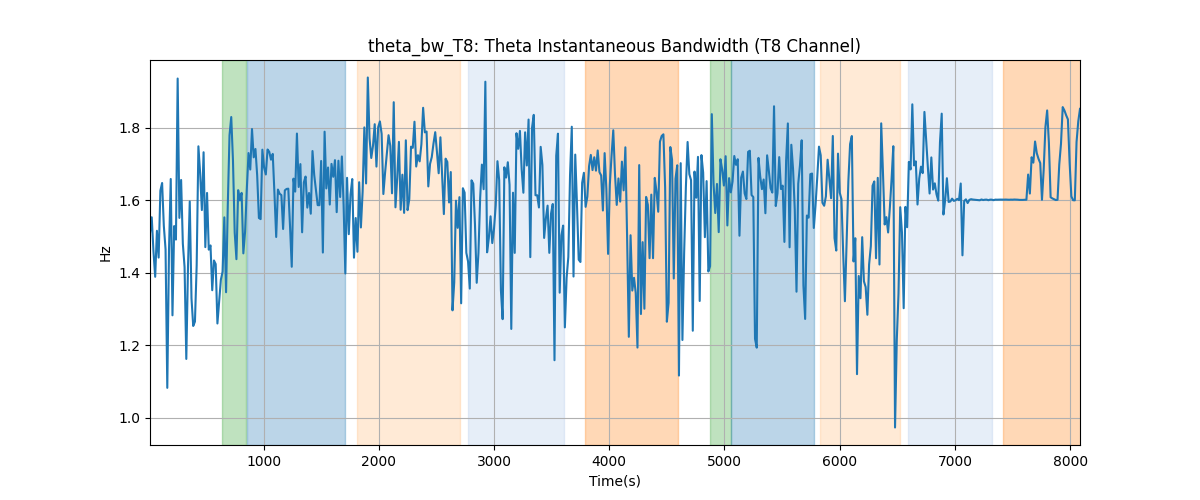 theta_bw_T8: Theta Instantaneous Bandwidth (T8 Channel)
Hz
1.8
1.6
1.4
1.2
1.0
1000 2000 3000 4000 5000 6000 7000 8000
Time(s)